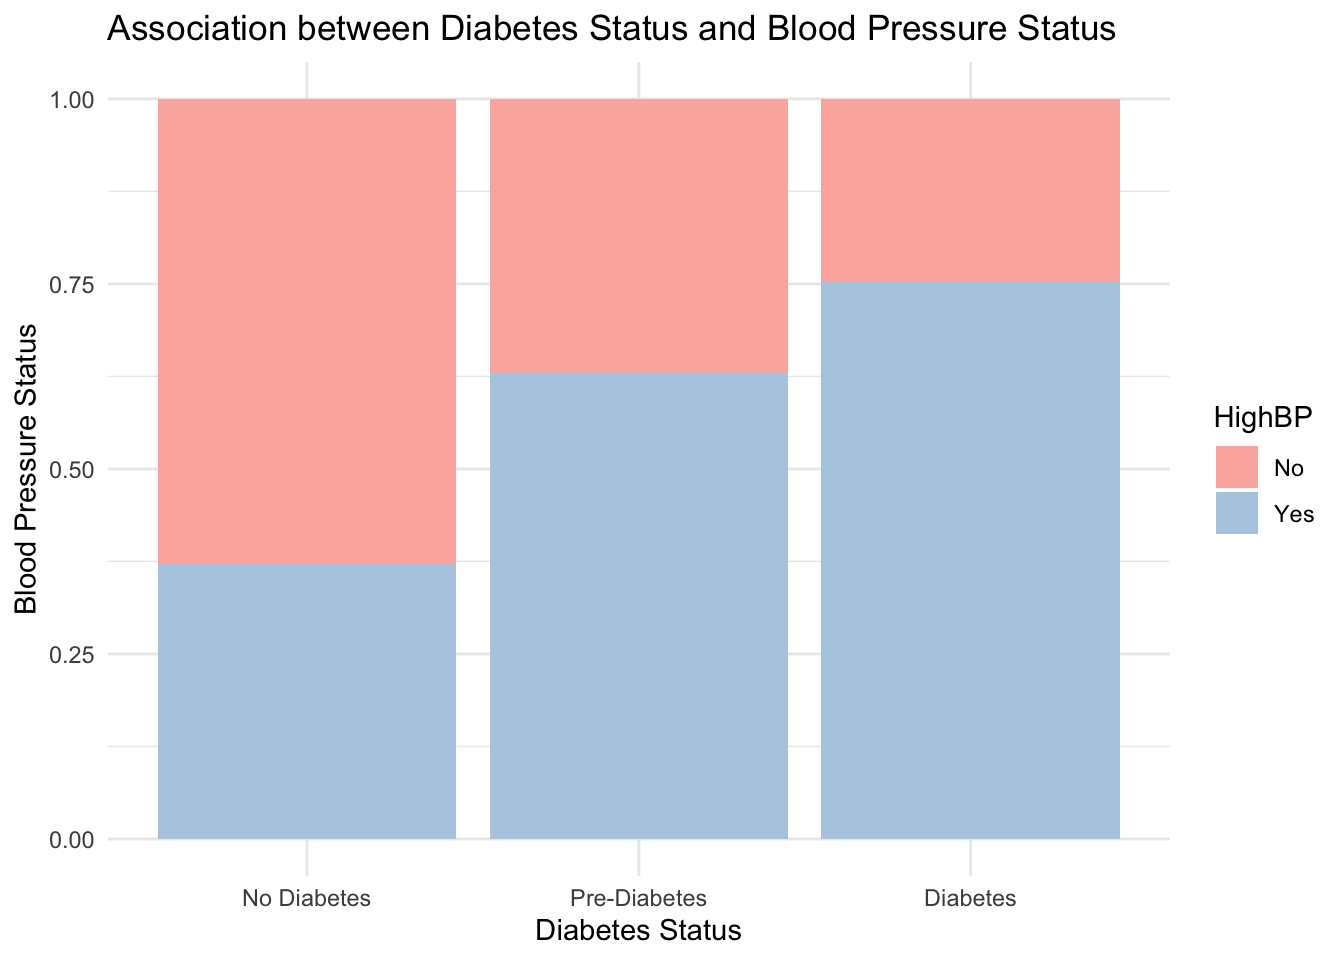 Association between Diabetes Status and Blood Pressure Status
Blood Pressure Status
1.00
0.75
0.50
0.25
0.00
No Diabetes
Pre-Diabetes
Diabetes
Diabetes Status
HighBP
No
Yes